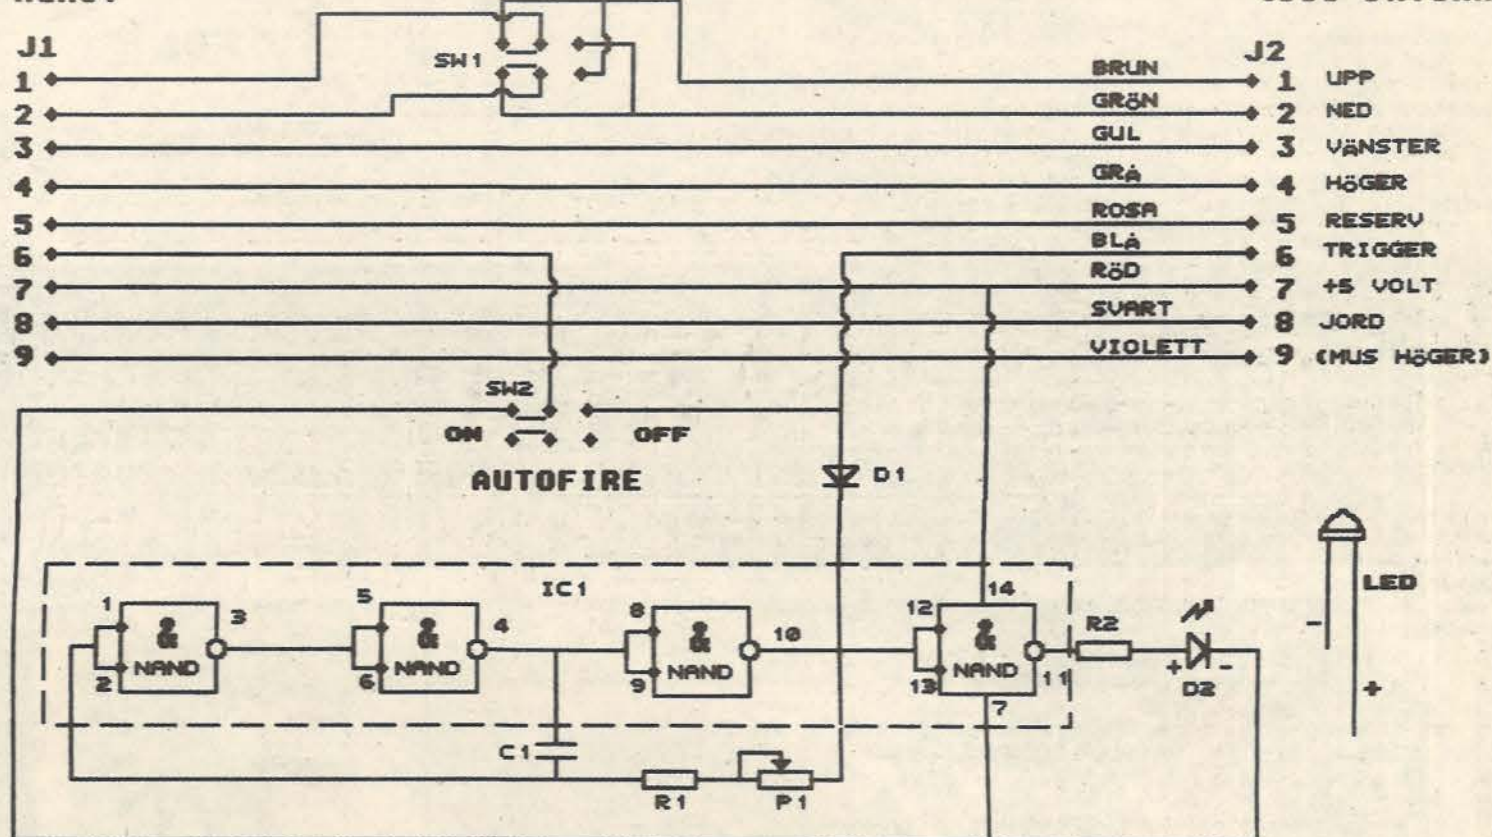 J1
J2
SW1
1
BRUN
1 UPP
2
GRÖN
2 NED
3
GUL
3 VÄNSTER
4
GRÅ
4 HÖGER
5
ROSA
5 RESERV
6
BLÅ
6 TRIGGER
7
RÖD
7 +5 VOLT
8
SVART
8 JORD
9
VIOLETT
9 (MUS HÖGER)
SW2
ON
OFF
AUTOFIRE
D1
IC1
LED
- +
1 2 & NAND 3
5 6 & NAND 4
8 9 & NAND 10
12 13 14 & NAND 11 7
R2
+ -
D2
C1
R1
P1